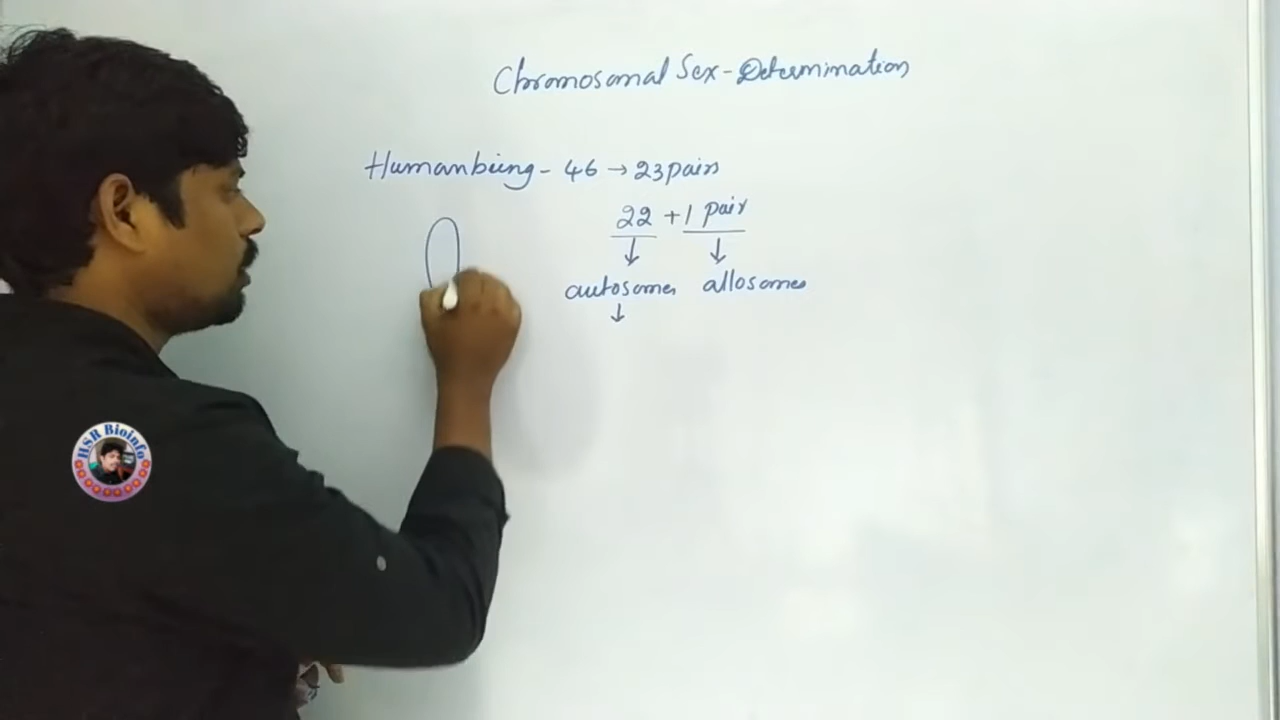 Chromosomal Sex-Determination
Human being - 46 → 23 pairs
22 + 1 pair
↓ ↓
autosomes allosomes
↓
HSR Bioinfo